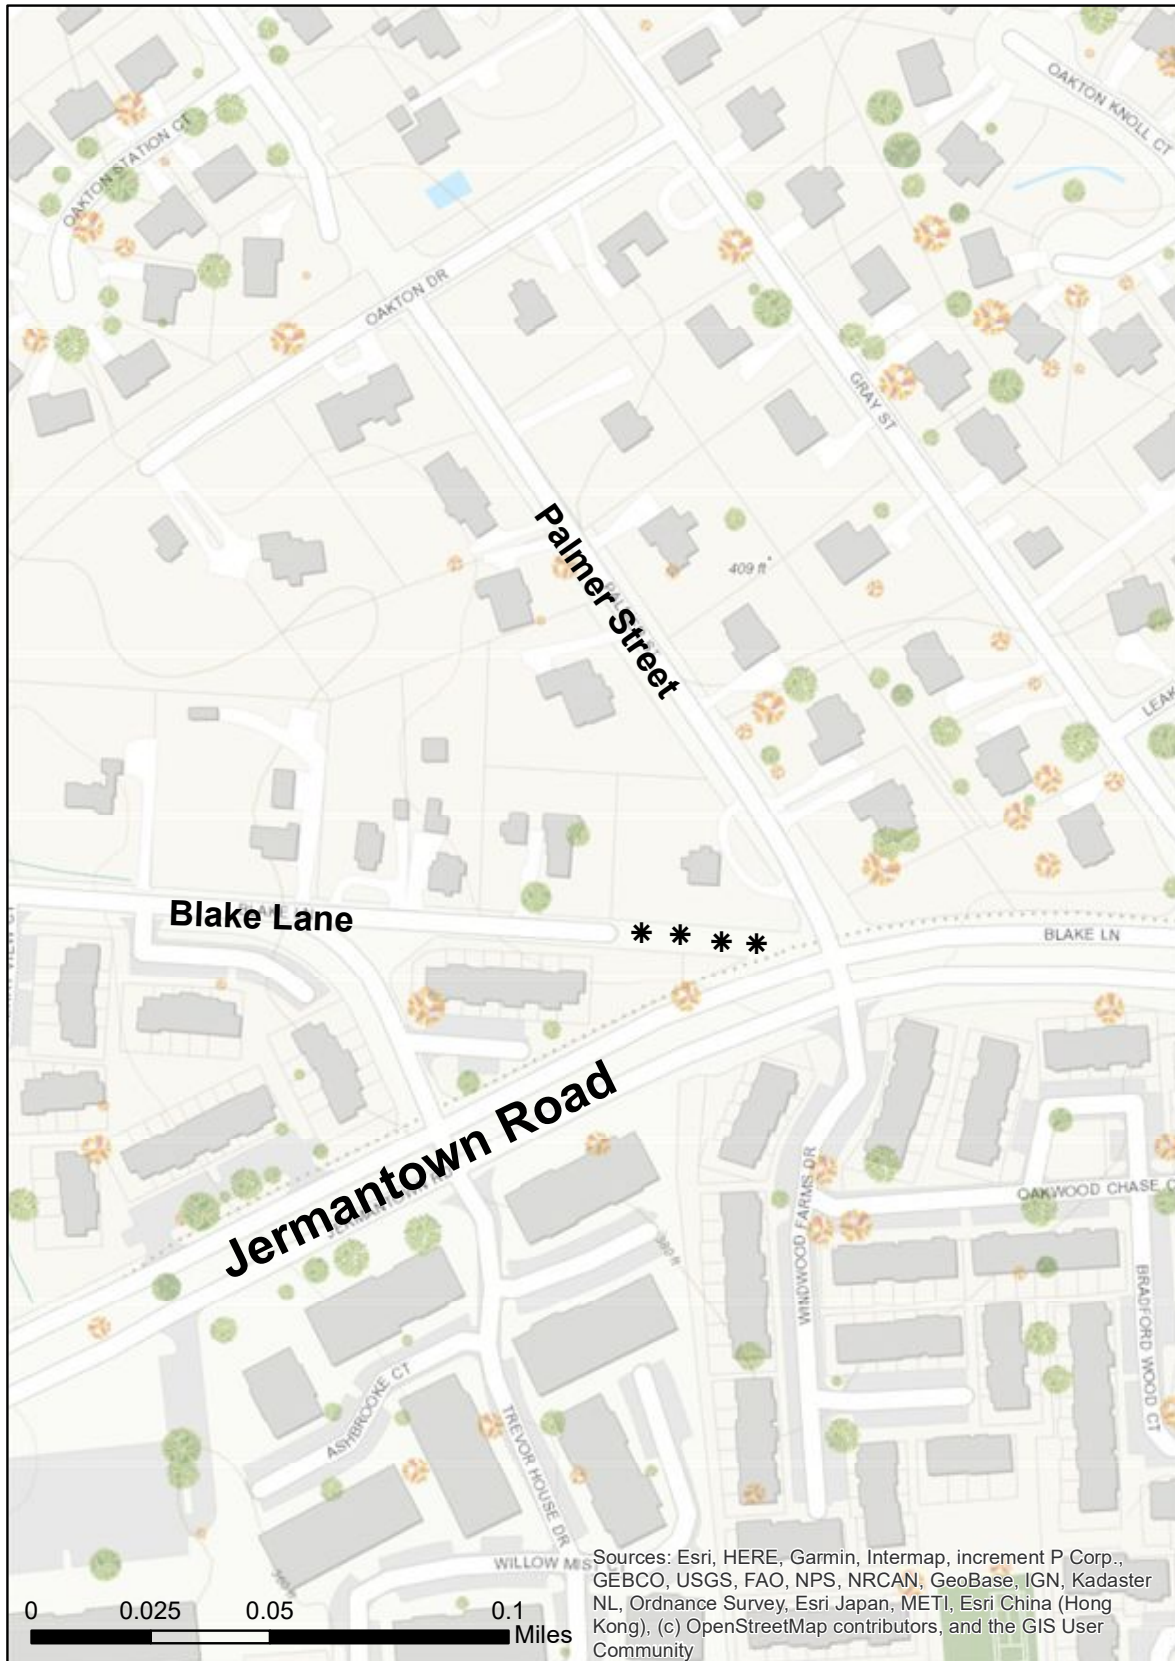 OAKTON KNOLL CT
OAKTON STATION CT
OAKTON DR
GRAY ST
Palmer Street
409 ft
Blake Lane
BLAKE LN
Jermantown Road
WINDWOOD FARMS DR
OAKWOOD CHASE C
BRADFORD WOOD CT
ASHBROOKE CT
TREVOR HOUSE DR
WILLOW MIST CT
Sources: Esri, HERE, Garmin, Intermap, increment P Corp.,
GEBCO, USGS, FAO, NPS, NRCAN, GeoBase, IGN, Kadaster
NL, Ordnance Survey, Esri Japan, METI, Esri China (Hong
Kong), (c) OpenStreetMap contributors, and the GIS User
Community
0 0.025 0.05 0.1
Miles